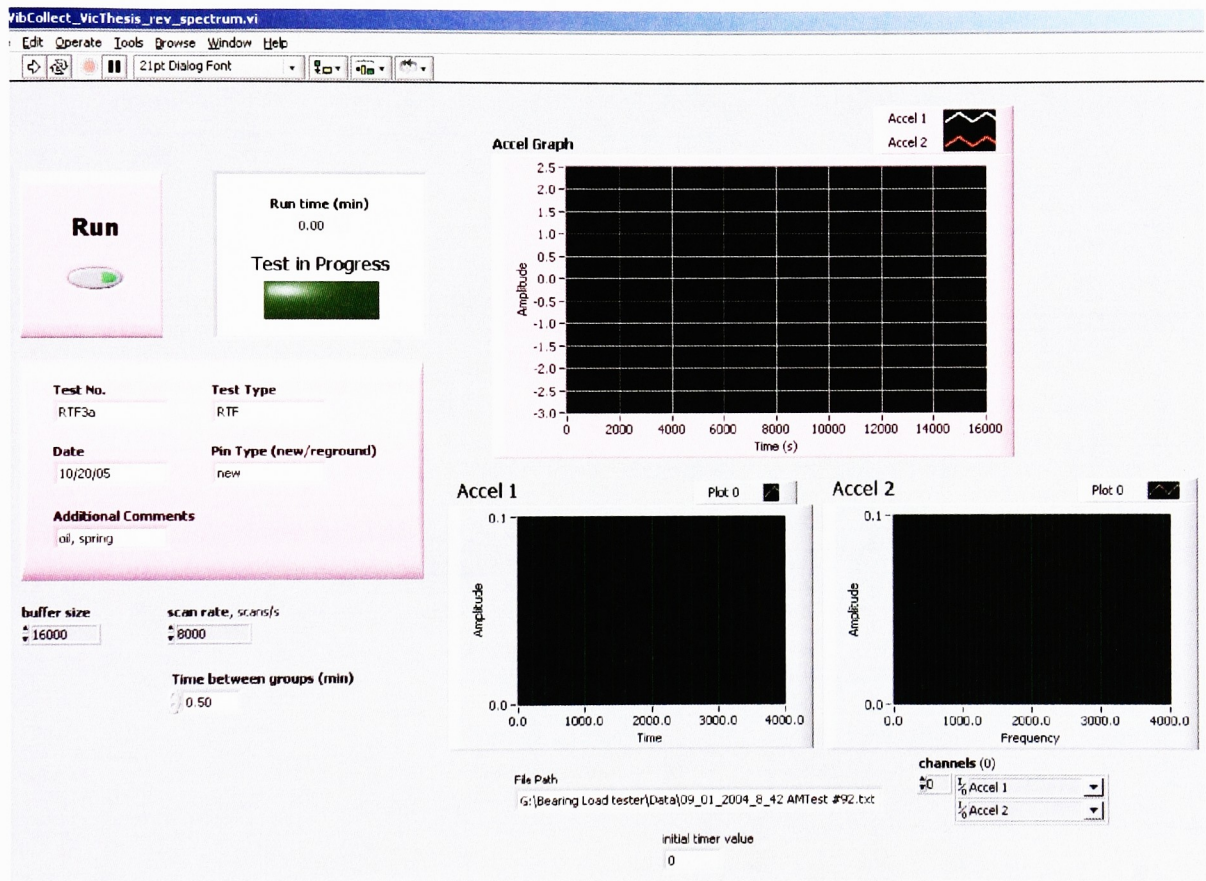 VibCollect_VicThesis_rev_spectrum.vi
Edit Operate Tools Browse Window Help
21pt Dialog Font
Run
Run time (min)
0.00
Test in Progress
Test No.
RTF3a
Test Type
RTF
Date
10/20/05
Pin Type (new/reground)
new
Additional Comments
oil, spring
buffer size
16000
scan rate, scans/s
8000
Time between groups (min)
0.50
Accel 1
Accel 2
Accel Graph
2.5
2.0
1.5
1.0
0.5
0.0
-0.5
-1.0
-1.5
-2.0
-2.5
-3.0
Amplitude
0 2000 4000 6000 8000 10000 12000 14000 16000
Time (s)
Accel 1
Plot 0
0.1
Amplitude
0.0
0.0 1000.0 2000.0 3000.0 4000.0
Time
Accel 2
Plot 0
0.1
Amplitude
0.0
0.0 1000.0 2000.0 3000.0 4000.0
Frequency
File Path
G:\Bearing Load tester\Data\09_01_2004_8_42 AMTest #92.txt
channels (0)
0
I/0 Accel 1
I/0 Accel 2
initial timer value
0